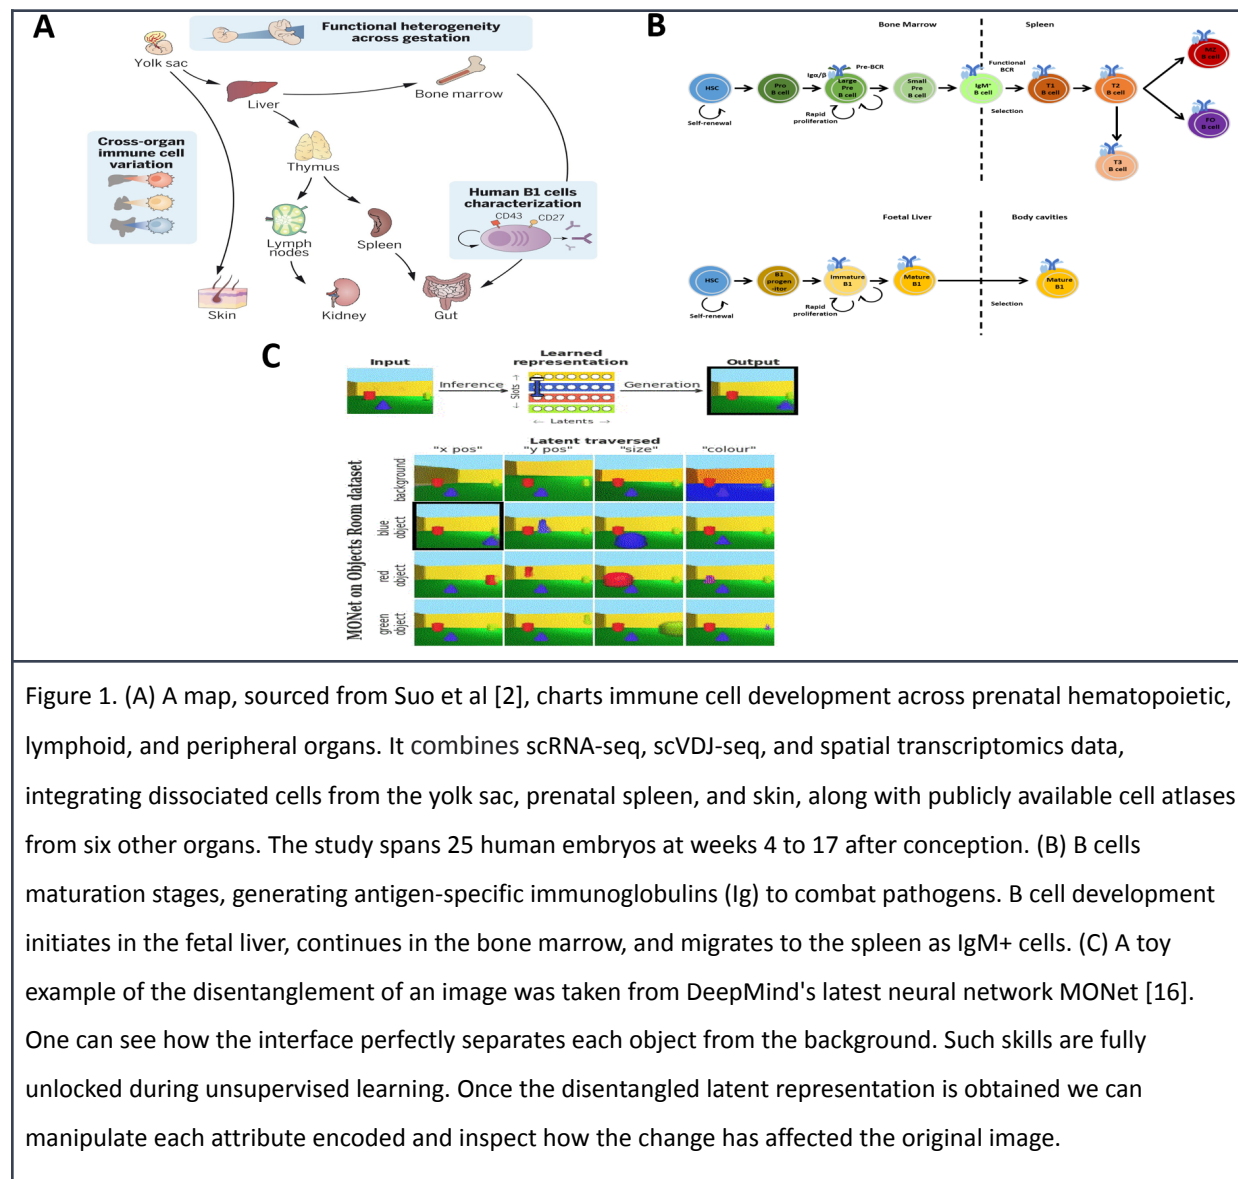 A
Functional heterogeneity
across gestation
Yolk sac
Liver
Bone marrow
Cross-organ
immune cell
variation
Thymus
Human B1 cells
characterization
CD43 CD27
Lymph
nodes
Spleen
Skin
Kidney
Gut
B
Bone Marrow
Spleen
Igα/β
Pre-BCR
Functional
BCR
HSC
Pro
B cell
Large
Pre
B cell
Small
Pre B
cell
IgM+
B cell
T1
B cell
T2
B cell
MZ
B cell
FO
B cell
T3
B cell
Self-renewal
Rapid
proliferation
Selection
Foetal Liver
Body cavities
HSC
B1
progen
-itor
Immature
B1
Mature
B1
Mature
B1
Self-renewal
Rapid
proliferation
Selection
C
Input
Learned
representation
Output
Inference
Slots
Generation
Latents
Latent traversed
"x pos" "y pos" "size" "colour"
MONet on Objects Room dataset
background
blue
object
red
object
green
object
Figure 1. (A) A map, sourced from Suo et al [2], charts immune cell development across prenatal hematopoietic,
lymphoid, and peripheral organs. It combines scRNA-seq, scVDJ-seq, and spatial transcriptomics data,
integrating dissociated cells from the yolk sac, prenatal spleen, and skin, along with publicly available cell atlases
from six other organs. The study spans 25 human embryos at weeks 4 to 17 after conception. (B) B cells
maturation stages, generating antigen-specific immunoglobulins (Ig) to combat pathogens. B cell development
initiates in the fetal liver, continues in the bone marrow, and migrates to the spleen as IgM+ cells. (C) A toy
example of the disentanglement of an image was taken from DeepMind's latest neural network MONet [16].
One can see how the interface perfectly separates each object from the background. Such skills are fully
unlocked during unsupervised learning. Once the disentangled latent representation is obtained we can
manipulate each attribute encoded and inspect how the change has affected the original image.